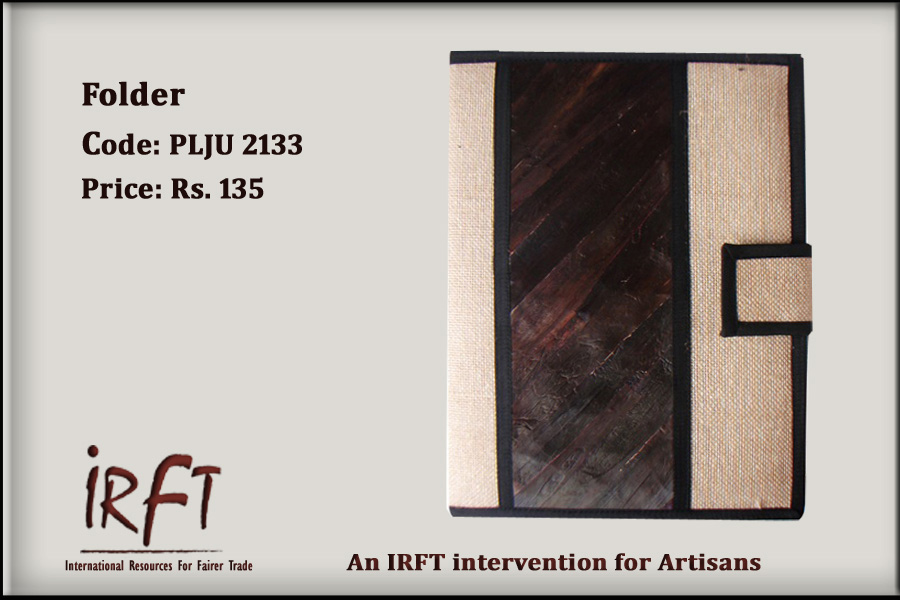 Folder
Code: PLJU 2133
Price: Rs. 135
iRFT
International Resources For Fairer Trade
An IRFT intervention for Artisans